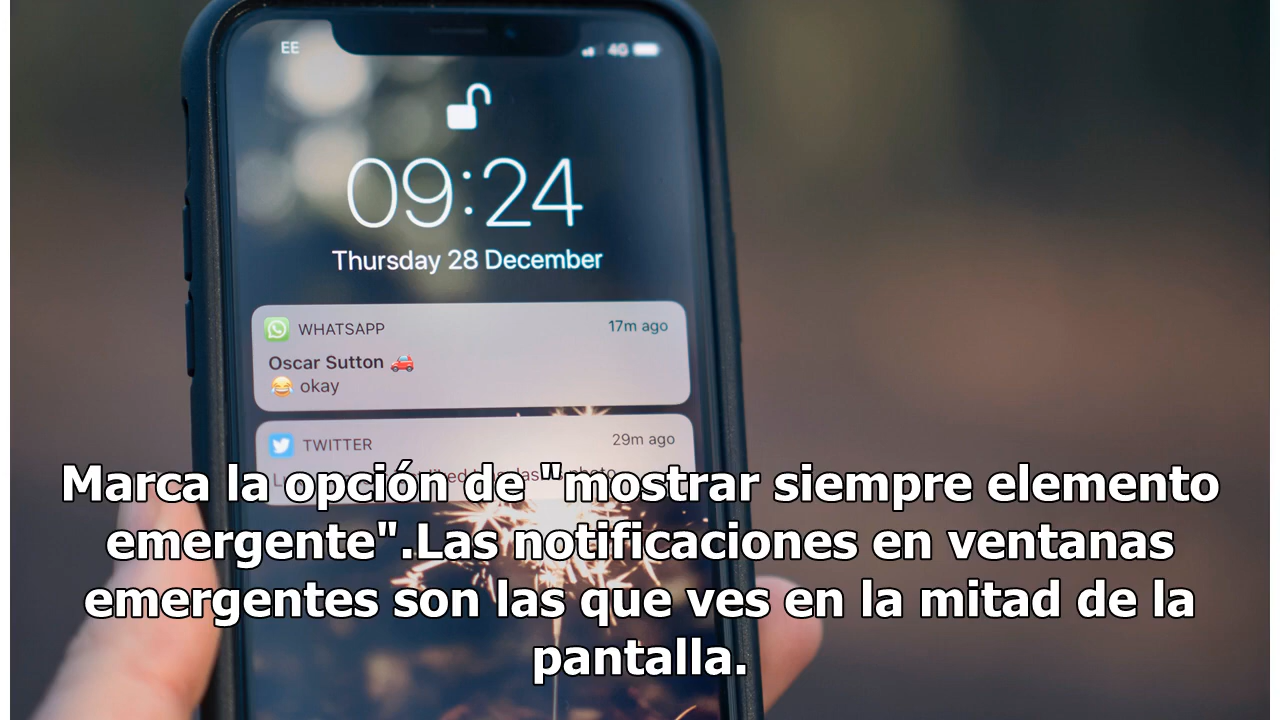 EE
4G
09:24
Thursday 28 December
WHATSAPP
17m ago
Oscar Sutton 🚗
😂 okay
TWITTER
29m ago
Marca la opción de "mostrar siempre elemento
emergente".Las notificaciones en ventanas
emergentes son las que ves en la mitad de la
pantalla.